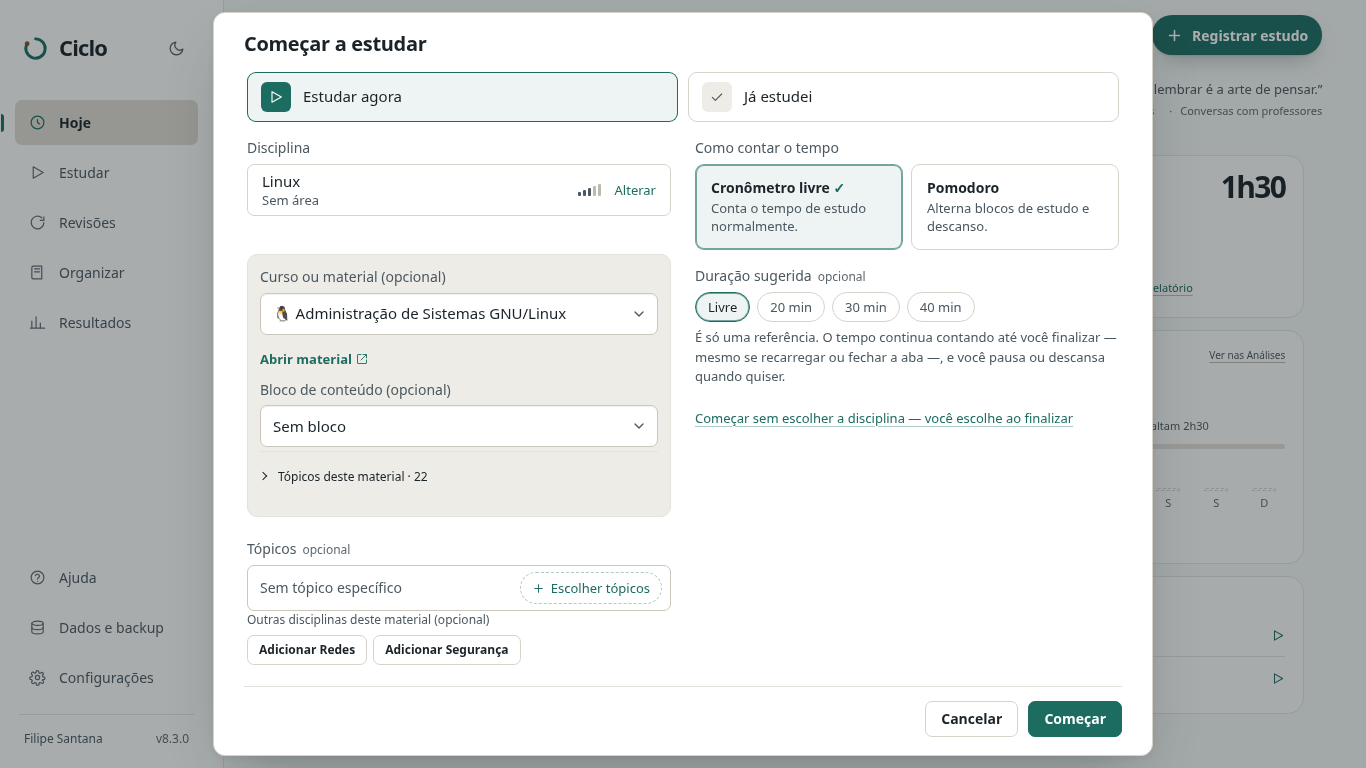 Ciclo
Hoje
Estudar
Revisões
Organizar
Resultados
Ajuda
Dados e backup
Configurações
Filipe Santana
v8.3.0
Começar a estudar
Estudar agora
Já estudei
Disciplina
Linux
Sem área
Alterar
Curso ou material (opcional)
Administração de Sistemas GNU/Linux
Abrir material
Bloco de conteúdo (opcional)
Sem bloco
Tópicos deste material · 22
Tópicos opcional
Sem tópico específico
+ Escolher tópicos
Outras disciplinas deste material (opcional)
Adicionar Redes
Adicionar Segurança
Como contar o tempo
Cronômetro livre ✓
Conta o tempo de estudo
normalmente.
Pomodoro
Alterna blocos de estudo e
descanso.
Duração sugerida opcional
Livre
20 min
30 min
40 min
É só uma referência. O tempo continua contando até você finalizar —
mesmo se recarregar ou fechar a aba —, e você pausa ou descansa
quando quiser.
Começar sem escolher a disciplina — você escolhe ao finalizar
Cancelar
Começar
+ Registrar estudo
lembrar é a arte de pensar.”
· Conversas com professores
1h30
elatório
Ver nas Análises
altam 2h30
S
S
D